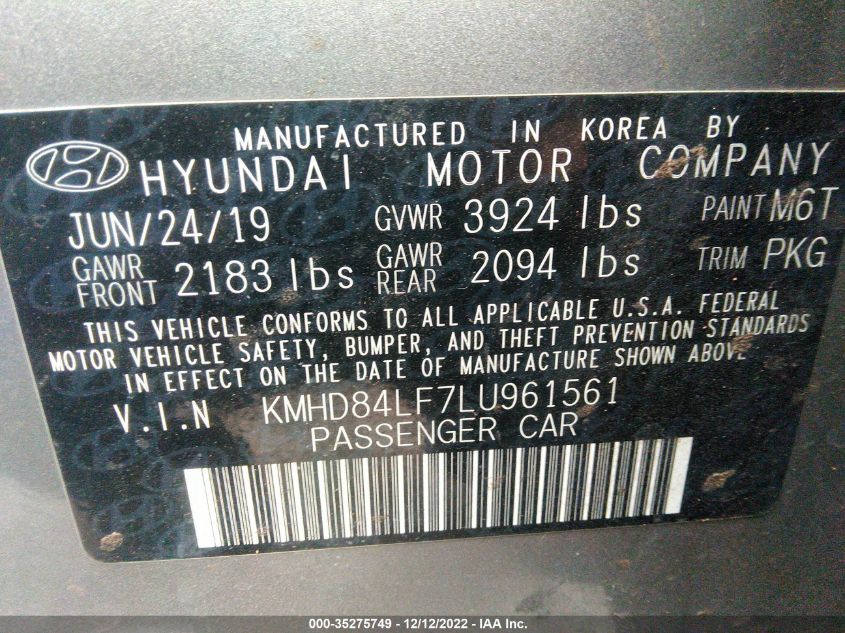 MANUFACTURED IN KOREA BY
HYUNDAI MOTOR COMPANY
JUN/24/19 GVWR 3924 lbs PAINT M6T
GAWR FRONT 2183 lbs GAWR REAR 2094 lbs TRIM PKG
THIS VEHICLE CONFORMS TO ALL APPLICABLE U.S.A. FEDERAL
MOTOR VEHICLE SAFETY, BUMPER, AND THEFT PREVENTION STANDARDS
IN EFFECT ON THE DATE OF MANUFACTURE SHOWN ABOVE
V.I.N KMHD84LF7LU961561
PASSENGER CAR
000-35275749 - 12/12/2022 - IAA Inc.